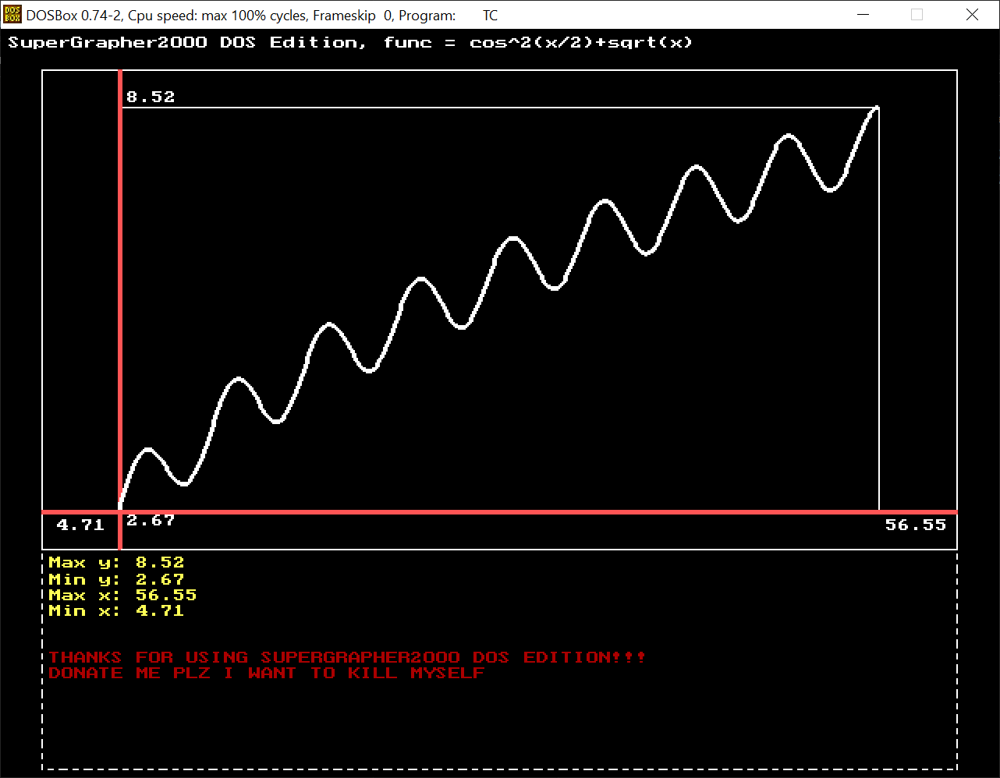 DOS BOX DOSBox 0.74-2, Cpu speed: max 100% cycles, Frameskip 0, Program: TC
SuperGrapher2000 DOS Edition, func = cos^2(x/2)+sqrt(x)
8.52
4.71 2.67 56.55
Max y: 8.52
Min y: 2.67
Max x: 56.55
Min x: 4.71
THANKS FOR USING SUPERGRAPHER2000 DOS EDITION!!!
DONATE ME PLZ I WANT TO KILL MYSELF